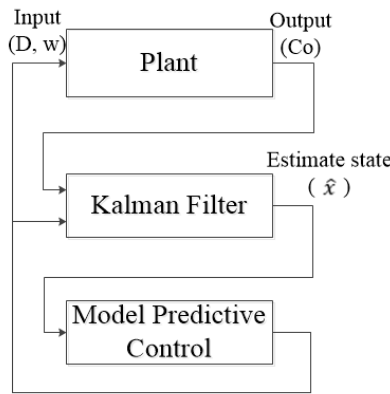 Input
(D, w)
Output
(Co)
Plant
Estimate state
( x̂ )
Kalman Filter
Model Predictive
Control